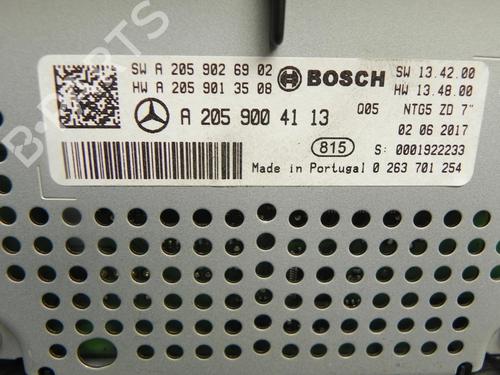 SW A 205 902 69 02
HW A 205 901 35 08
BOSCH
SW 13.42.00
HW 13.48.00
A 205 900 41 13
Q05
NTG5 ZD 7"
02 06 2017
815
S: 0001922233
Made in Portugal 0 263 701 254
B-PARTS